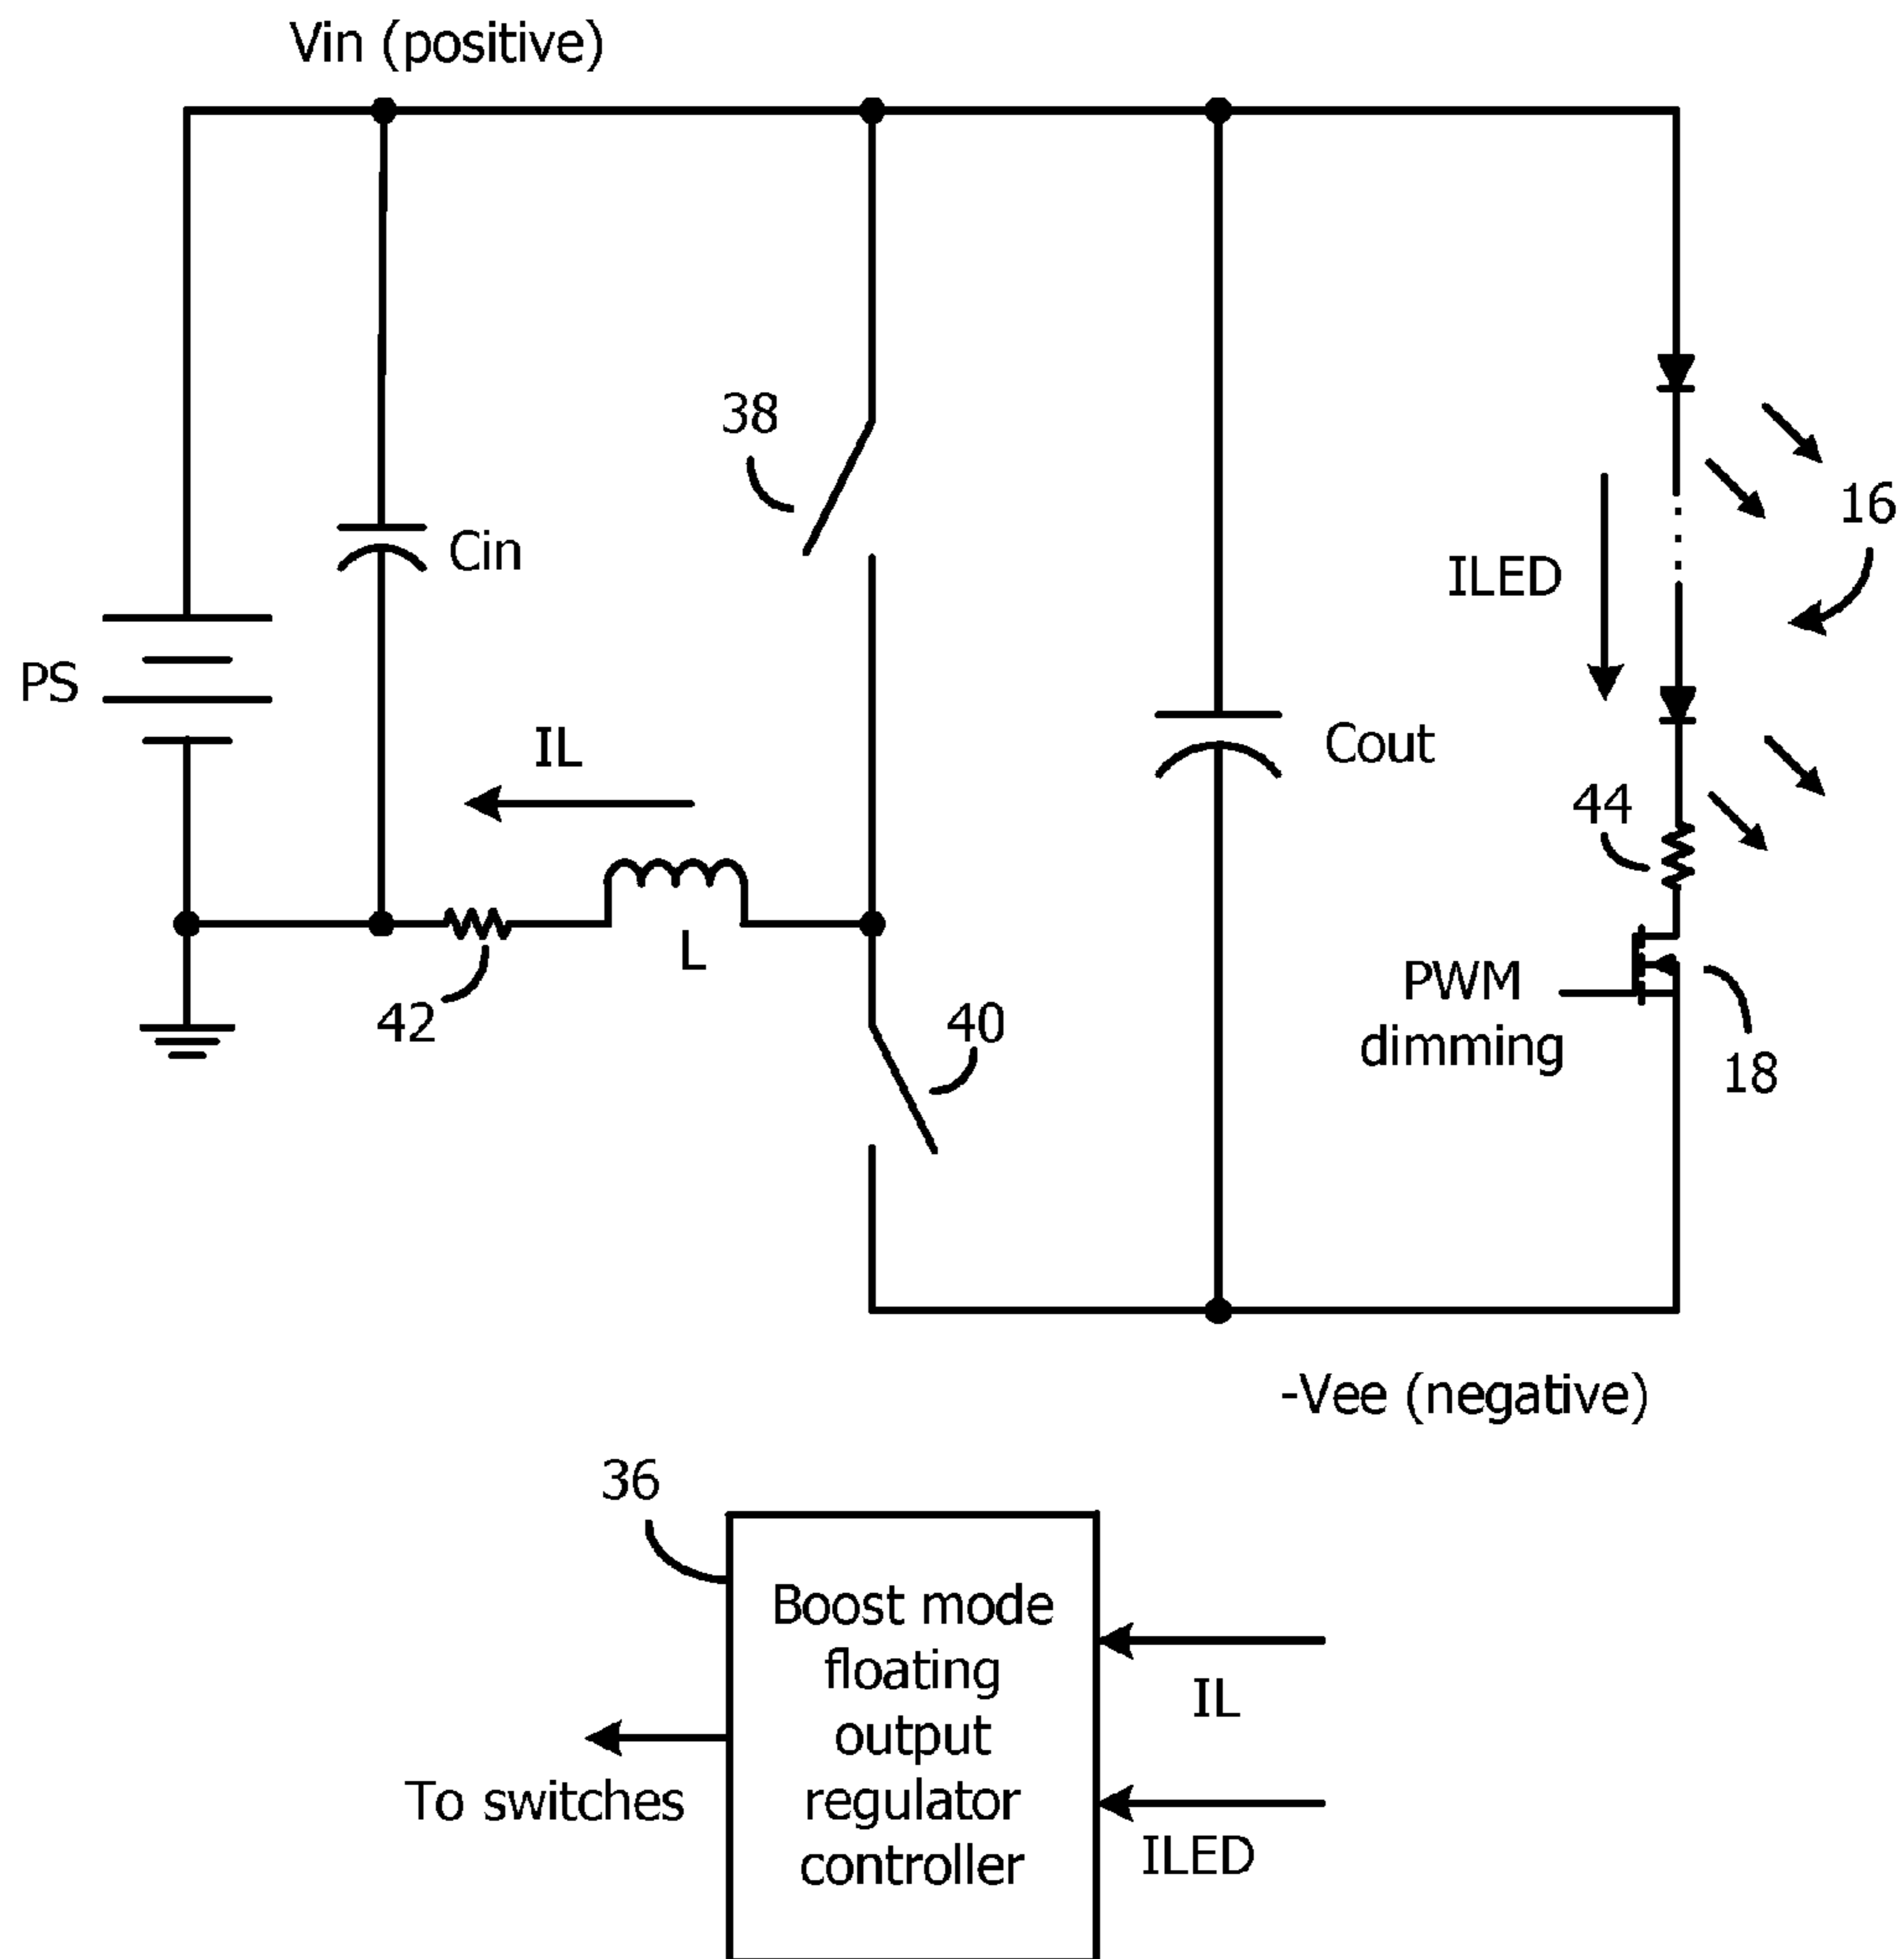 Vin (positive)
38
Cin
16
ILED
PS
IL
Cout
44
L
PWM
dimming
42
40
18
-Vee (negative)
36
Boost mode
floating
output
regulator
controller
IL
To switches
ILED